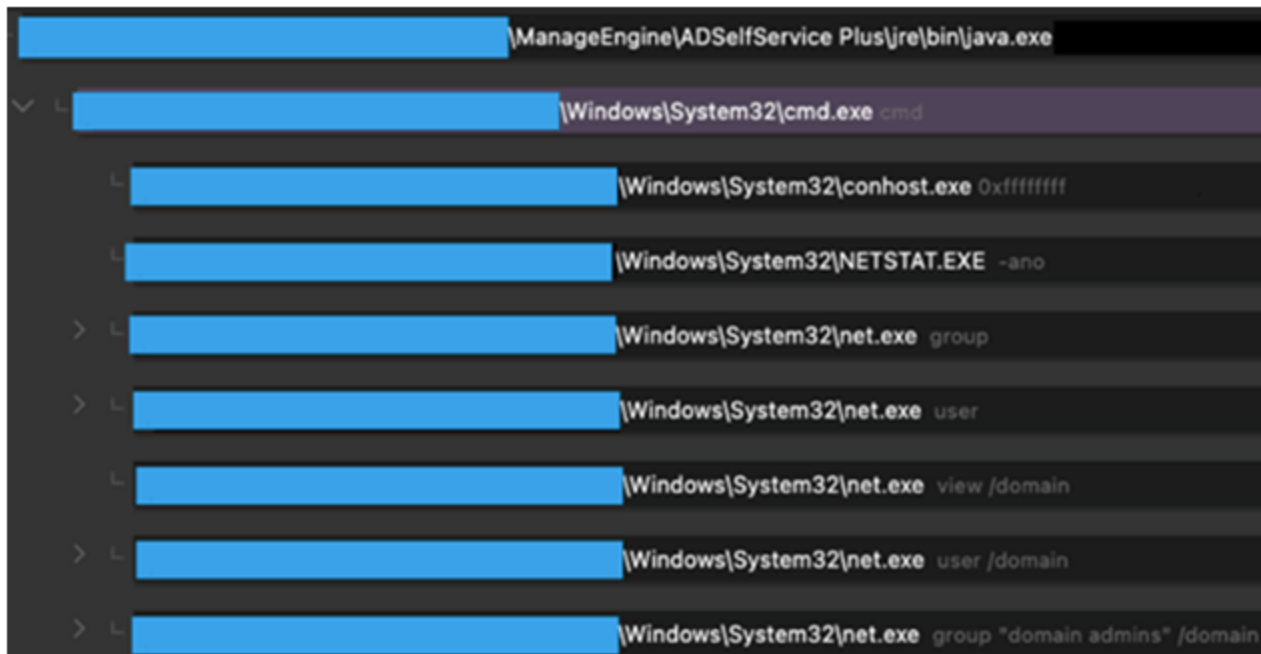 \ManageEngine\ADSelfService Plus\jre\bin\java.exe
\Windows\System32\cmd.exe cmd
\Windows\System32\conhost.exe 0xffffffff
\Windows\System32\NETSTAT.EXE -ano
\Windows\System32\net.exe group
\Windows\System32\net.exe user
\Windows\System32\net.exe view /domain
\Windows\System32\net.exe user /domain
\Windows\System32\net.exe group "domain admins" /domain